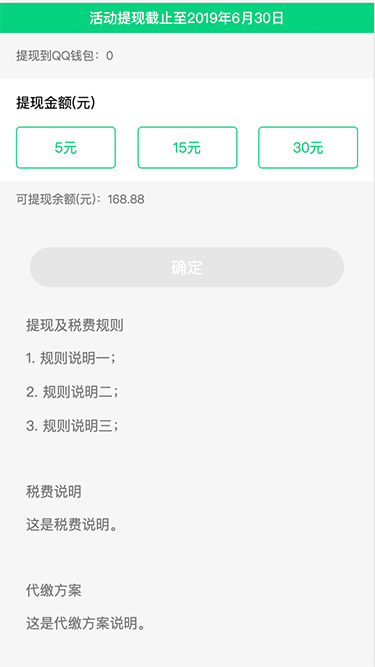 活动提现截止至2019年6月30日
提现到QQ钱包：0
提现金额(元)
5元
15元
30元
可提现余额(元)：168.88
确定
提现及税费规则
1. 规则说明一；
2. 规则说明二；
3. 规则说明三；
税费说明
这是税费说明。
代缴方案
这是代缴方案说明。